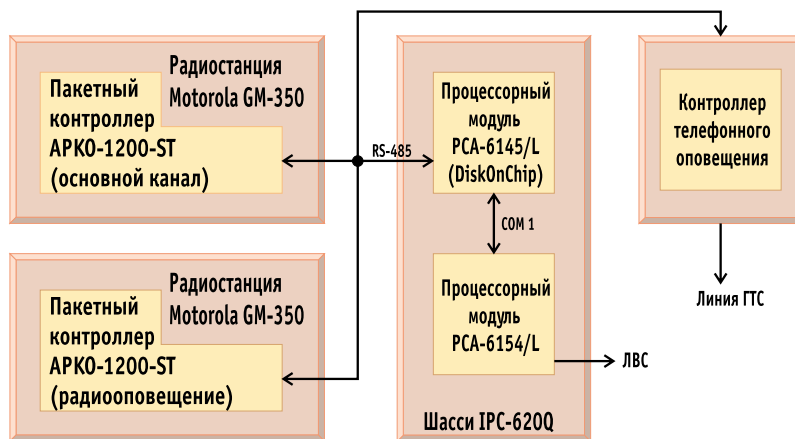 Радиостанция
Motorola GM-350
Пакетный
контроллер
АРКО-1200-ST
(основной канал)
RS-485
Процессорный
модуль
PCA-6145/L
(DiskOnChip)
COM 1
Процессорный
модуль
PCA-6154/L
ЛВС
Шасси IPC-620Q
Контроллер
телефонного
оповещения
Линия ГТС
Радиостанция
Motorola GM-350
Пакетный
контроллер
АРКО-1200-ST
(радиооповещение)